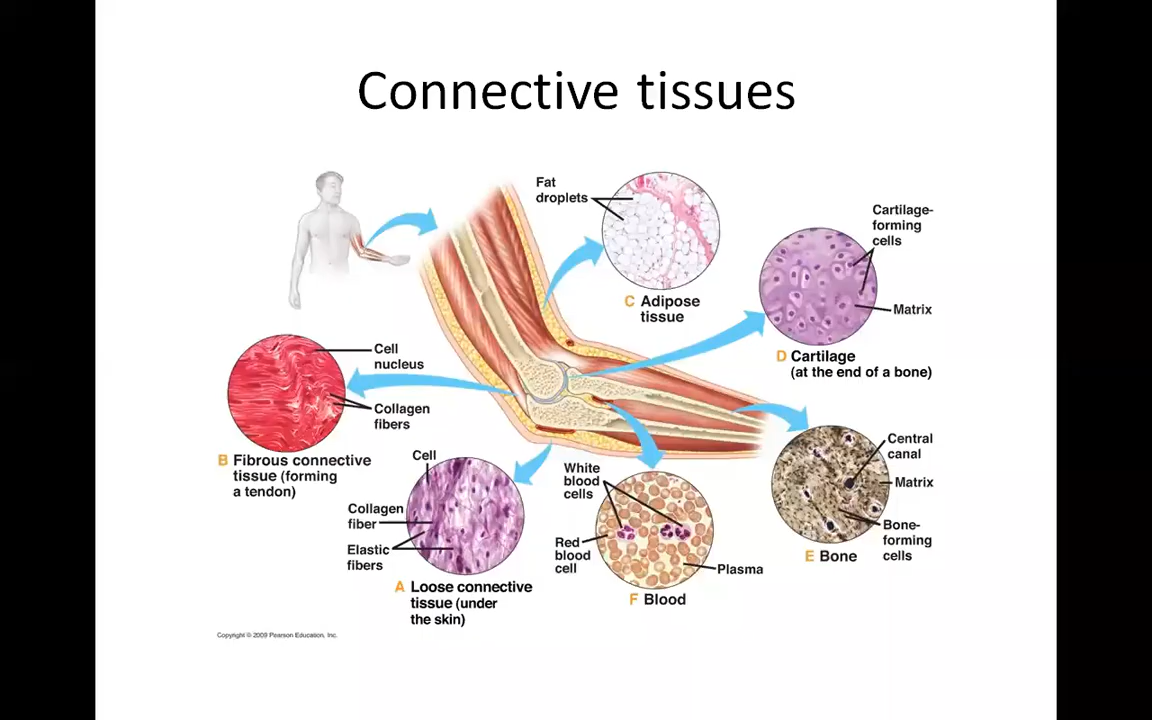 Connective tissues
Fat
droplets
C Adipose
tissue
Cartilage-
forming
cells
Matrix
D Cartilage
(at the end of a bone)
Cell
nucleus
Collagen
fibers
B Fibrous connective
tissue (forming
a tendon)
Cell
Collagen
fiber
Elastic
fibers
A Loose connective
tissue (under
the skin)
White
blood
cells
Red
blood
cell
Plasma
F Blood
Central
canal
Matrix
Bone-
forming
cells
E Bone
Copyright © 2009 Pearson Education, Inc.